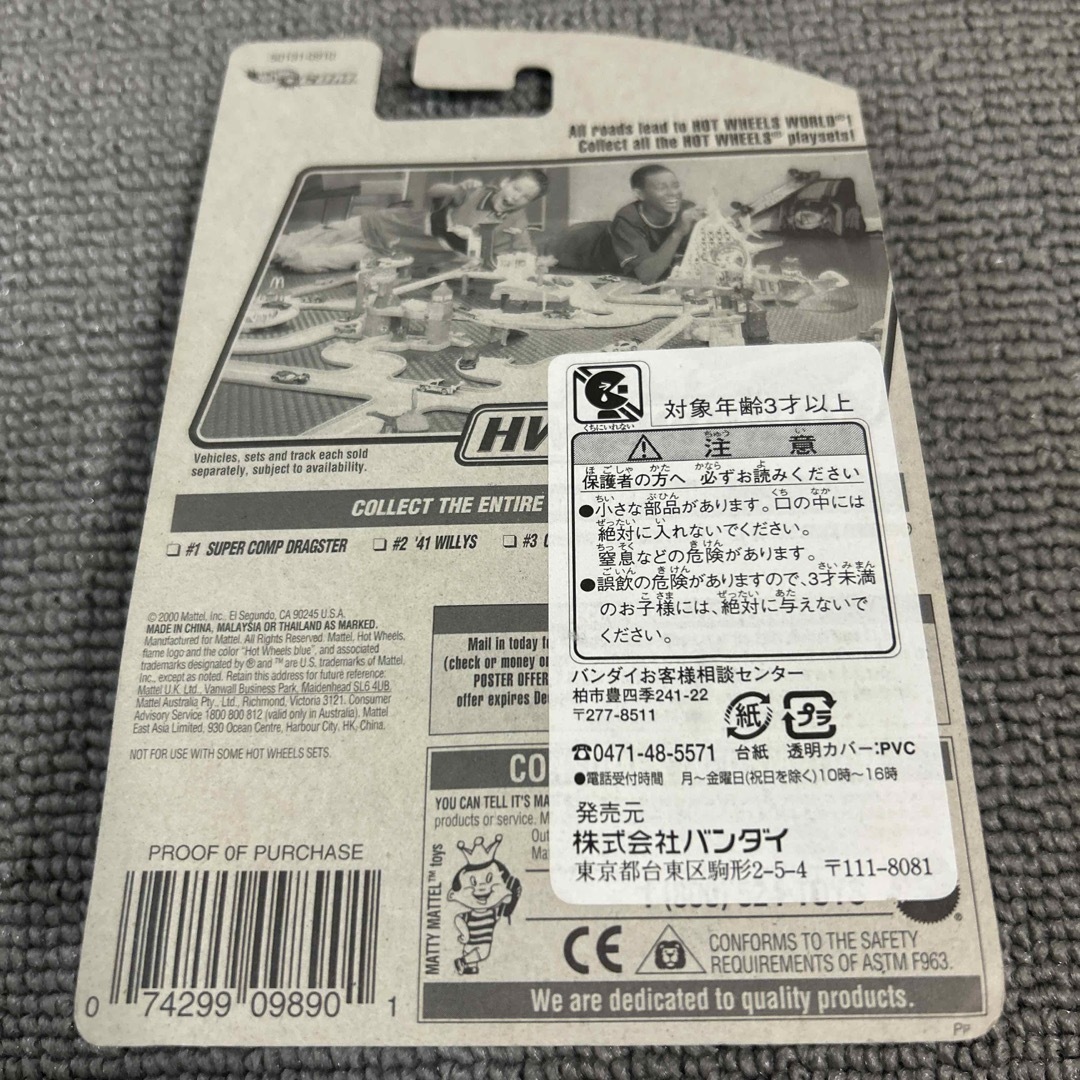 All roads lead to HOT WHEELS WORLD™!
Collect all the HOT WHEELS™ playsets!
HW
Vehicles, sets and track each sold
separately, subject to availability.
COLLECT THE ENTIRE
#1 SUPER COMP DRAGSTER #2 '41 WILLYS #3
© 2000 Mattel, Inc. El Segundo, CA 90245 U.S.A.
MADE IN CHINA, MALAYSIA OR THAILAND AS MARKED.
Manufactured for Mattel. All Rights Reserved. Mattel, Hot Wheels,
flame logo and the color "Hot Wheels blue", and associated
trademarks designated by ® and ™ are U.S. trademarks of Mattel,
Inc., except as noted. Retain this address for future reference:
Mattel U.K. Ltd., Vanwall Business Park, Maidenhead SL6 4UB.
Mattel Australia Pty., Ltd., Richmond, Victoria 3121. Consumer
Advisory Service 1800 800 812 (valid only in Australia). Mattel
East Asia Limited, 930 Ocean Centre, Harbour City, HK, China.
NOT FOR USE WITH SOME HOT WHEELS SETS.
Mail in today
(check or money
POSTER OFFER
offer expires
YOU CAN TELL IT'S
products or service.
MATTY MATTEL™ toys
PROOF OF PURCHASE
0 74299 09890 1
CE
CONFORMS TO THE SAFETY
REQUIREMENTS OF ASTM F963.
We are dedicated to quality products.
PP
くちにいれない
対象年齢3才以上
注意
保護者の方へ 必ずお読みください
●小さな部品があります。口の中には
絶対に入れないでください。
窒息などの危険があります。
●誤飲の危険がありますので、3才未満
のお子様には、絶対に与えないで
ください。
バンダイお客様相談センター
柏市豊四季241-22
〒277-8511
紙 プラ
☎0471-48-5571 台紙 透明カバー:PVC
●電話受付時間 月～金曜日(祝日を除く)10時～16時
発売元
株式会社バンダイ
東京都台東区駒形2-5-4 〒111-8081